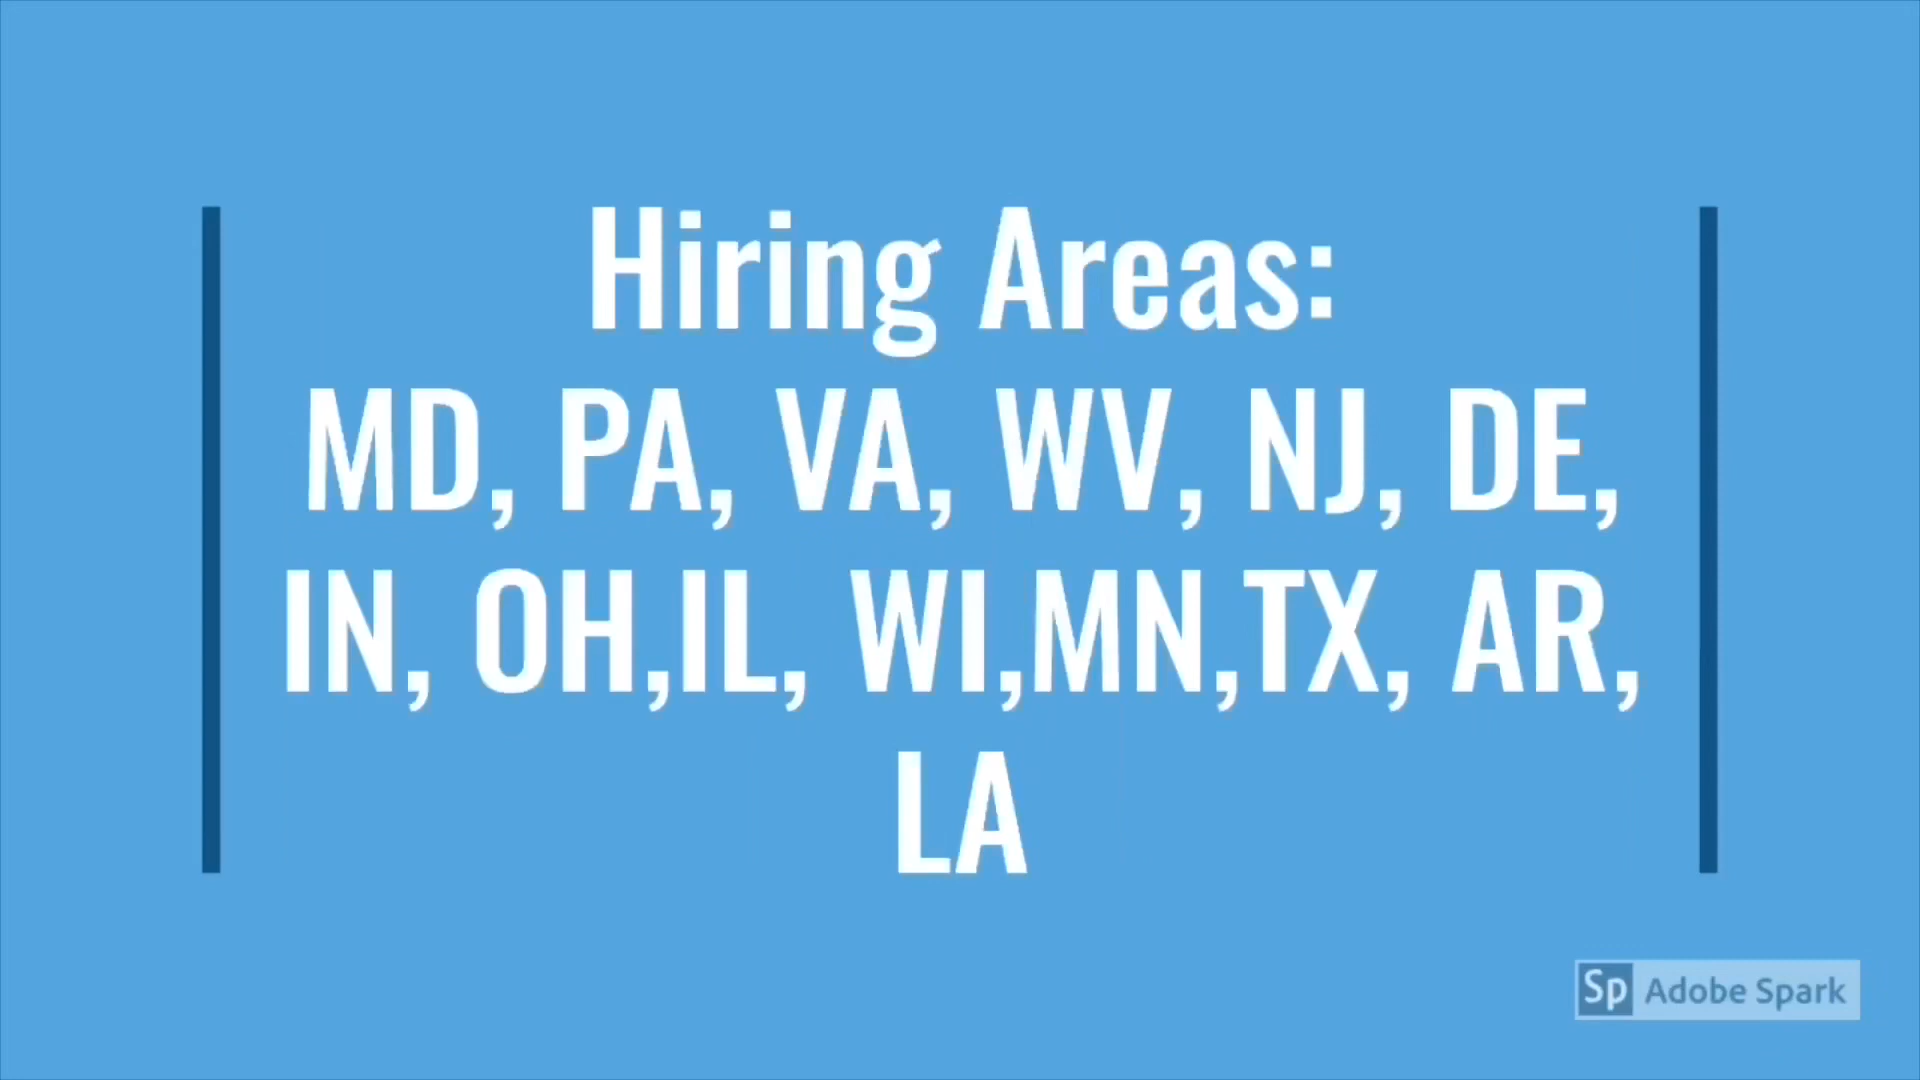 Hiring Areas:
MD, PA, VA, WV, NJ, DE,
IN, OH,IL, WI,MN,TX, AR,
LA
Sp Adobe Spark